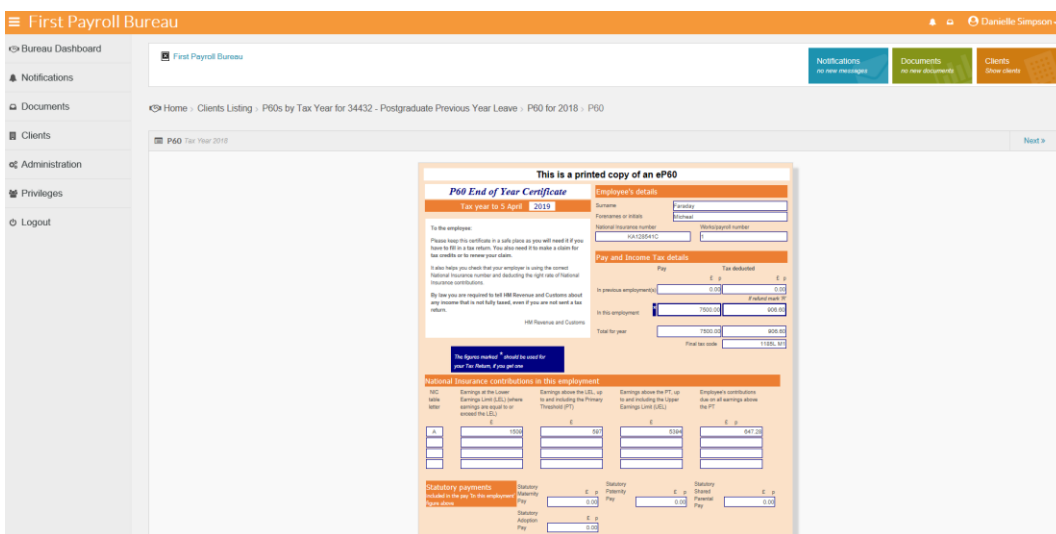 First Payroll Bureau
Danielle Simpson
Bureau Dashboard
Notifications
Documents
Clients
Administration
Privileges
Logout
First Payroll Bureau
Notifications
no new messages
Documents
no new documents
Clients
Show clients
Home > Clients Listing > P60s by Tax Year for 34432 - Postgraduate Previous Year Leave > P60 for 2018 > P60
P60 Tax Year 2018
Next »
This is a printed copy of an eP60
P60 End of Year Certificate
Tax year to 5 April 2019
To the employee:
Please keep this certificate in a safe place as you will need it if you
have to fill in a tax return. You also need it to make a claim for
tax credits or to renew your claim.
It also helps you check that your employer is using the correct
National Insurance number and deducting the right rate of National
Insurance contributions.
By law you are required to tell HM Revenue and Customs about
any income that is not fully taxed, even if you are not sent a tax
return.
HM Revenue and Customs
The figures marked * should be used for
your Tax Return, if you get one
Employee's details
Surname Faraday
Forenames or initials Micheal
National Insurance number Works/payroll number
KA128541C 1
Pay and Income Tax details
Pay Tax deducted
£ p £ p
In previous employment(s) 0.00 0.00
if refund mark 'R'
In this employment * 7500.00 906.60
Total for year 7500.00 906.60
Final tax code 1185L M1
National Insurance contributions in this employment
NIC table letter
Earnings at the Lower Earnings Limit (LEL) (where earnings are equal to or exceed the LEL)
Earnings above the LEL, up to and including the Primary Threshold (PT)
Earnings above the PT, up to and including the Upper Earnings Limit (UEL)
Employee's contributions due on all earnings above the PT
£ £ £ £ p
A 1509 597 5394 647.28
Statutory payments
included in the pay 'In this employment'
figure above
Statutory Maternity Pay £ p 0.00
Statutory Paternity Pay £ p 0.00
Statutory Shared Parental Pay £ p 0.00
Statutory Adoption Pay £ p 0.00